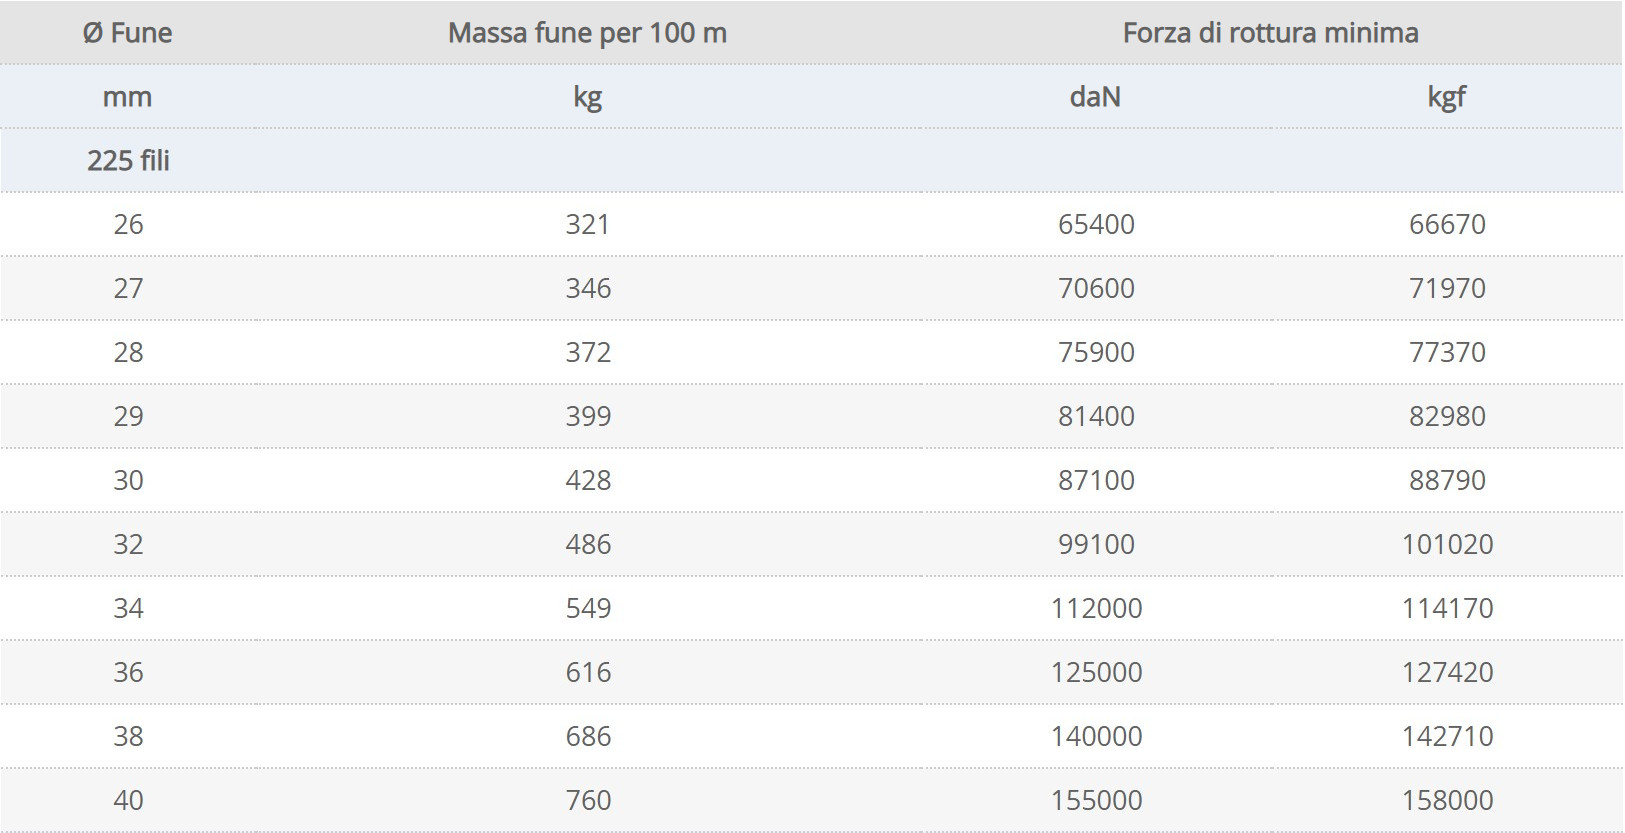 Ø Fune Massa fune per 100 m Forza di rottura minima
mm kg daN kgf
225 fili
26 321 65400 66670
27 346 70600 71970
28 372 75900 77370
29 399 81400 82980
30 428 87100 88790
32 486 99100 101020
34 549 112000 114170
36 616 125000 127420
38 686 140000 142710
40 760 155000 158000